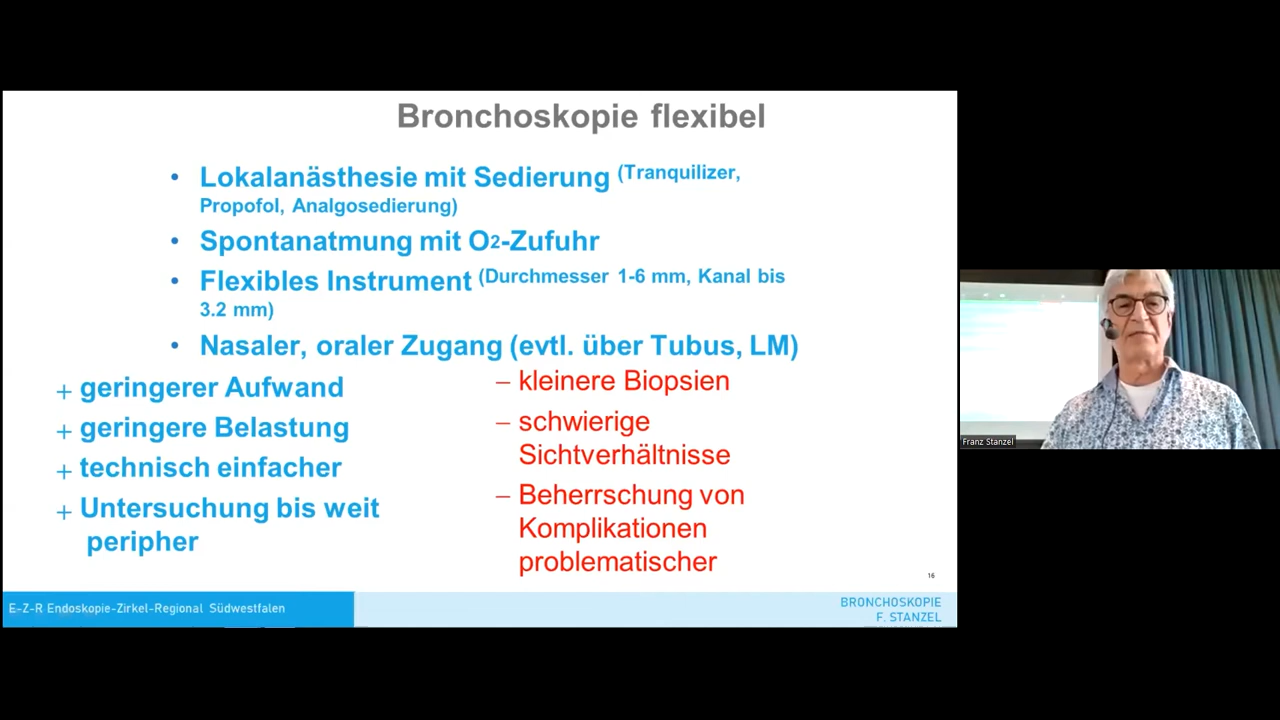 Bronchoskopie flexibel
• Lokalanästhesie mit Sedierung (Tranquilizer,
Propofol, Analgosedierung)
• Spontanatmung mit O2-Zufuhr
• Flexibles Instrument (Durchmesser 1-6 mm, Kanal bis
3.2 mm)
• Nasaler, oraler Zugang (evtl. über Tubus, LM)
+ geringerer Aufwand
+ geringere Belastung
+ technisch einfacher
+ Untersuchung bis weit
peripher
– kleinere Biopsien
– schwierige
Sichtverhältnisse
– Beherrschung von
Komplikationen
problematischer
16
E-Z-R Endoskopie-Zirkel-Regional Südwestfalen
BRONCHOSKOPIE
F. STANZEL
Franz Stanzel